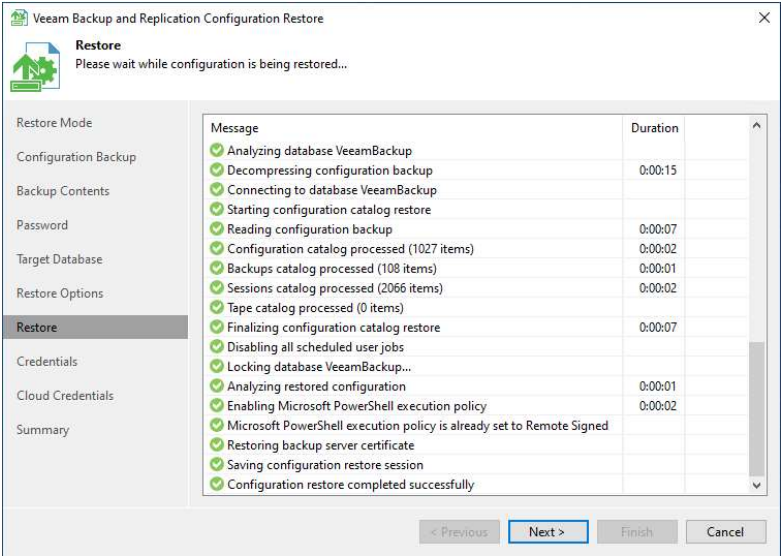 Veeam Backup and Replication Configuration Restore
Restore
Please wait while configuration is being restored...
Restore Mode
Configuration Backup
Backup Contents
Password
Target Database
Restore Options
Restore
Credentials
Cloud Credentials
Summary
Message Duration
Analyzing database VeeamBackup
Decompressing configuration backup 0:00:15
Connecting to database VeeamBackup
Starting configuration catalog restore
Reading configuration backup 0:00:07
Configuration catalog processed (1027 items) 0:00:02
Backups catalog processed (108 items) 0:00:01
Sessions catalog processed (2066 items) 0:00:02
Tape catalog processed (0 items)
Finalizing configuration catalog restore 0:00:07
Disabling all scheduled user jobs
Locking database VeeamBackup...
Analyzing restored configuration 0:00:01
Enabling Microsoft PowerShell execution policy 0:00:02
Microsoft PowerShell execution policy is already set to Remote Signed
Restoring backup server certificate
Saving configuration restore session
Configuration restore completed successfully
< Previous Next > Finish Cancel